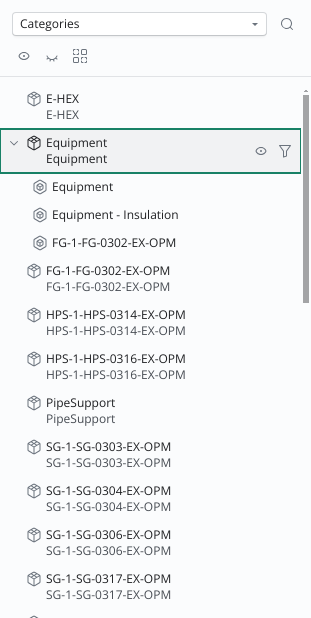 Categories
E-HEX
E-HEX
Equipment
Equipment
Equipment
Equipment - Insulation
FG-1-FG-0302-EX-OPM
FG-1-FG-0302-EX-OPM
FG-1-FG-0302-EX-OPM
HPS-1-HPS-0314-EX-OPM
HPS-1-HPS-0314-EX-OPM
HPS-1-HPS-0316-EX-OPM
HPS-1-HPS-0316-EX-OPM
PipeSupport
PipeSupport
SG-1-SG-0303-EX-OPM
SG-1-SG-0303-EX-OPM
SG-1-SG-0304-EX-OPM
SG-1-SG-0304-EX-OPM
SG-1-SG-0306-EX-OPM
SG-1-SG-0306-EX-OPM
SG-1-SG-0317-EX-OPM
SG-1-SG-0317-EX-OPM